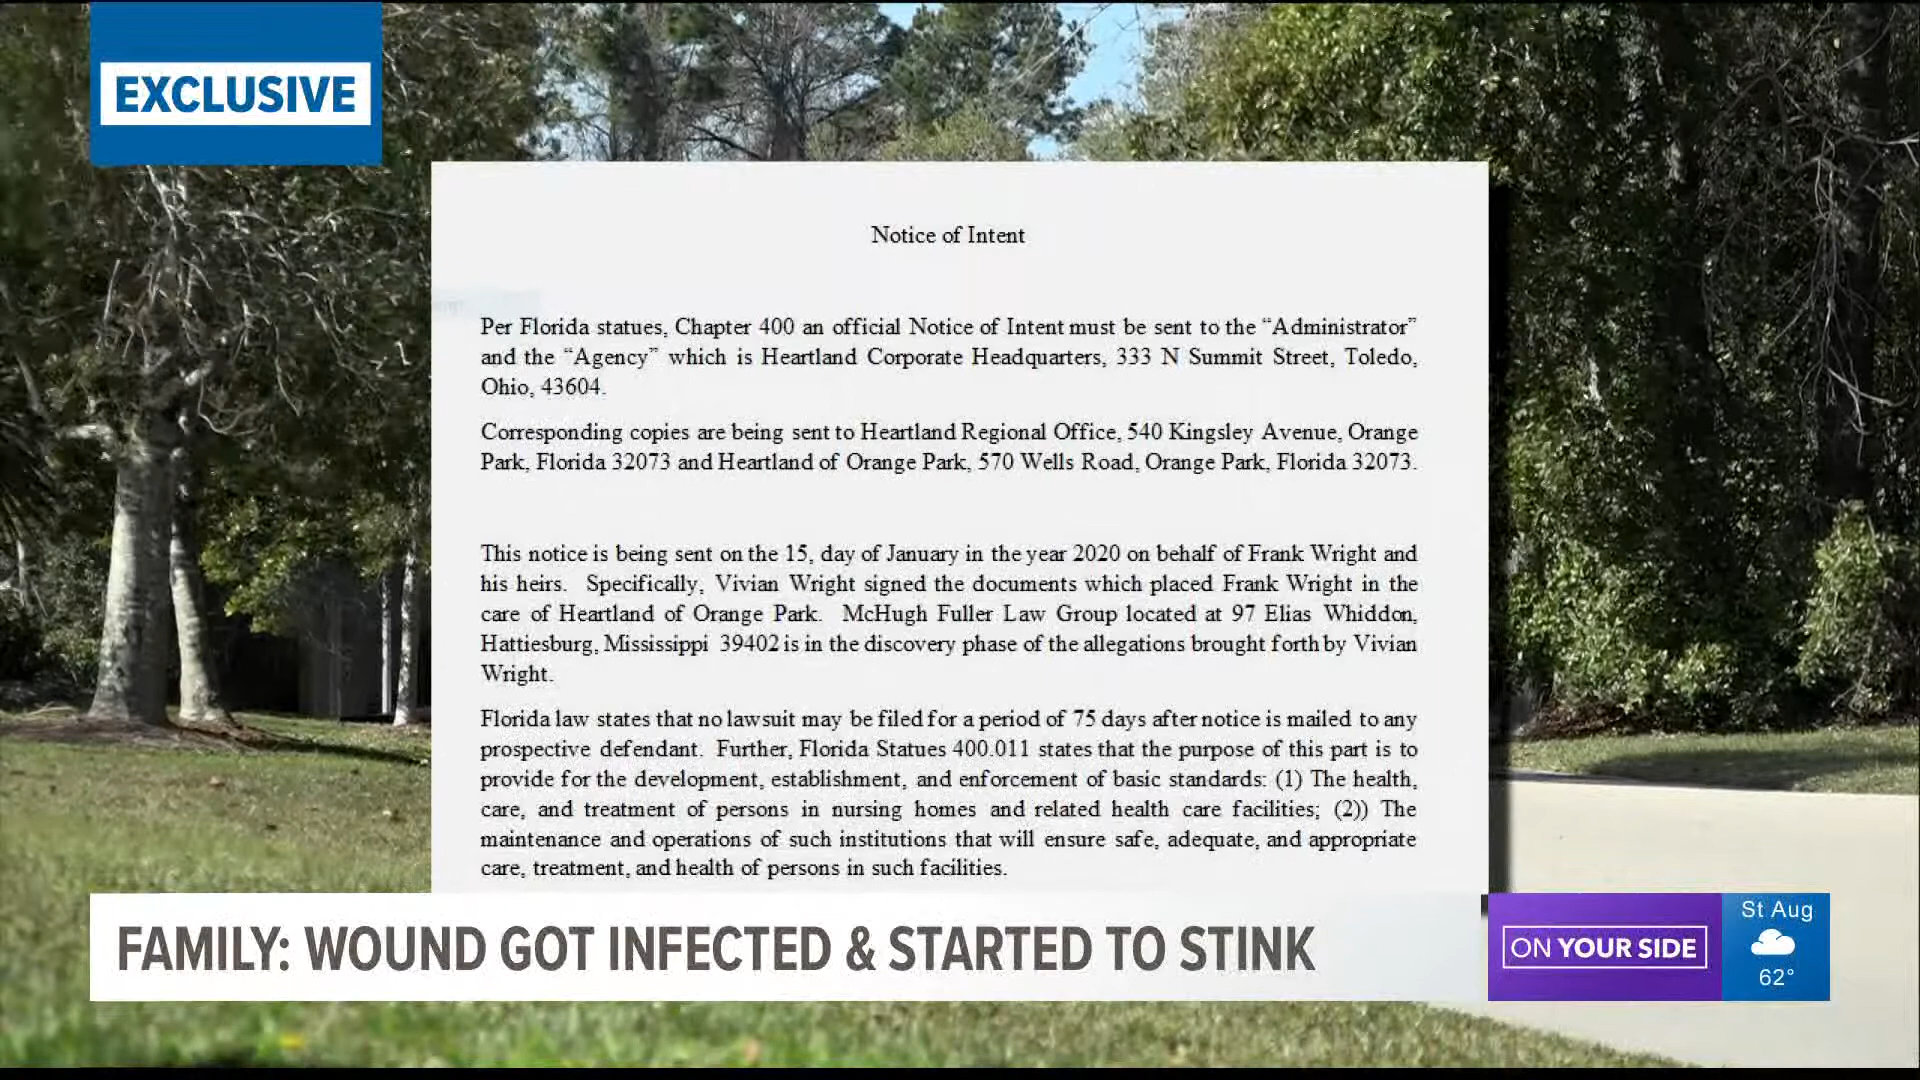 EXCLUSIVE
Notice of Intent
Per Florida statues, Chapter 400 an official Notice of Intent must be sent to the “Administrator”
and the “Agency” which is Heartland Corporate Headquarters, 333 N Summit Street, Toledo,
Ohio, 43604.
Corresponding copies are being sent to Heartland Regional Office, 540 Kingsley Avenue, Orange
Park, Florida 32073 and Heartland of Orange Park, 570 Wells Road, Orange Park, Florida 32073.
This notice is being sent on the 15, day of January in the year 2020 on behalf of Frank Wright and
his heirs. Specifically, Vivian Wright signed the documents which placed Frank Wright in the
care of Heartland of Orange Park. McHugh Fuller Law Group located at 97 Elias Whiddon,
Hattiesburg, Mississippi 39402 is in the discovery phase of the allegations brought forth by Vivian
Wright.
Florida law states that no lawsuit may be filed for a period of 75 days after notice is mailed to any
prospective defendant. Further, Florida Statues 400.011 states that the purpose of this part is to
provide for the development, establishment, and enforcement of basic standards: (1) The health,
care, and treatment of persons in nursing homes and related health care facilities; (2)) The
maintenance and operations of such institutions that will ensure safe, adequate, and appropriate
care, treatment, and health of persons in such facilities.
FAMILY: WOUND GOT INFECTED & STARTED TO STINK
ON YOUR SIDE
St Aug
62°